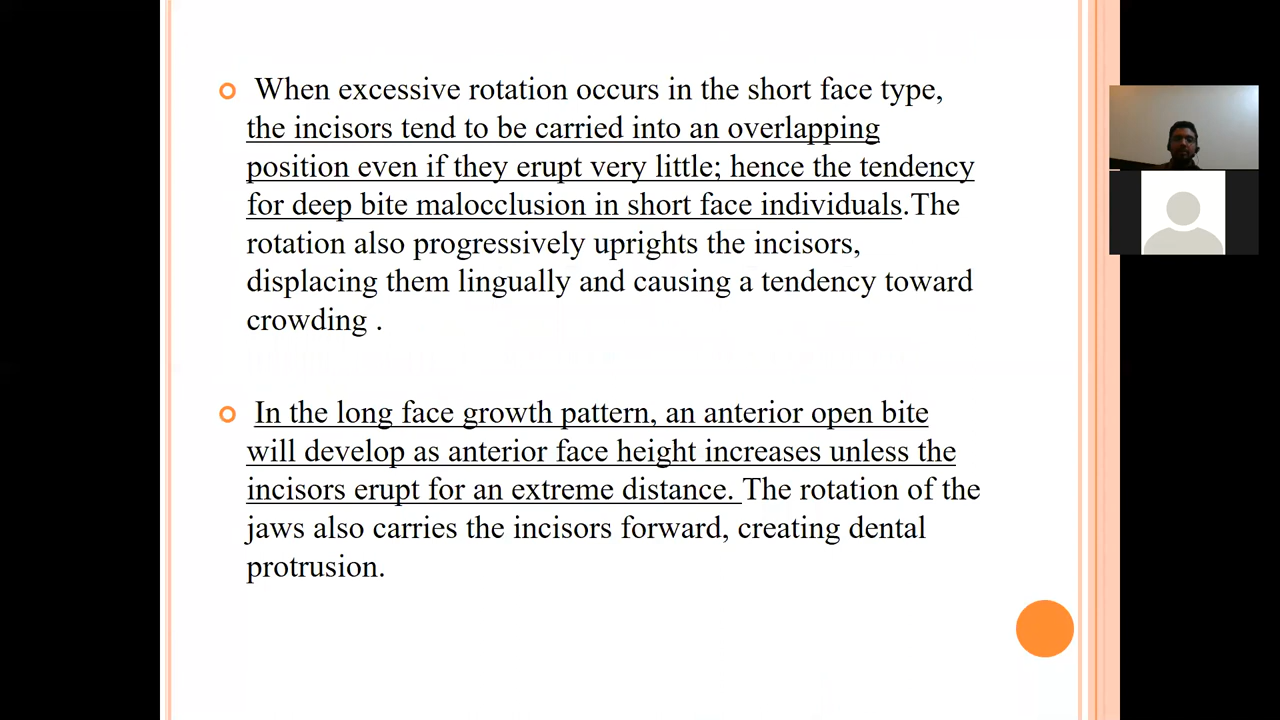 When excessive rotation occurs in the short face type,
the incisors tend to be carried into an overlapping
position even if they erupt very little; hence the tendency
for deep bite malocclusion in short face individuals.The
rotation also progressively uprights the incisors,
displacing them lingually and causing a tendency toward
crowding .
In the long face growth pattern, an anterior open bite
will develop as anterior face height increases unless the
incisors erupt for an extreme distance. The rotation of the
jaws also carries the incisors forward, creating dental
protrusion.